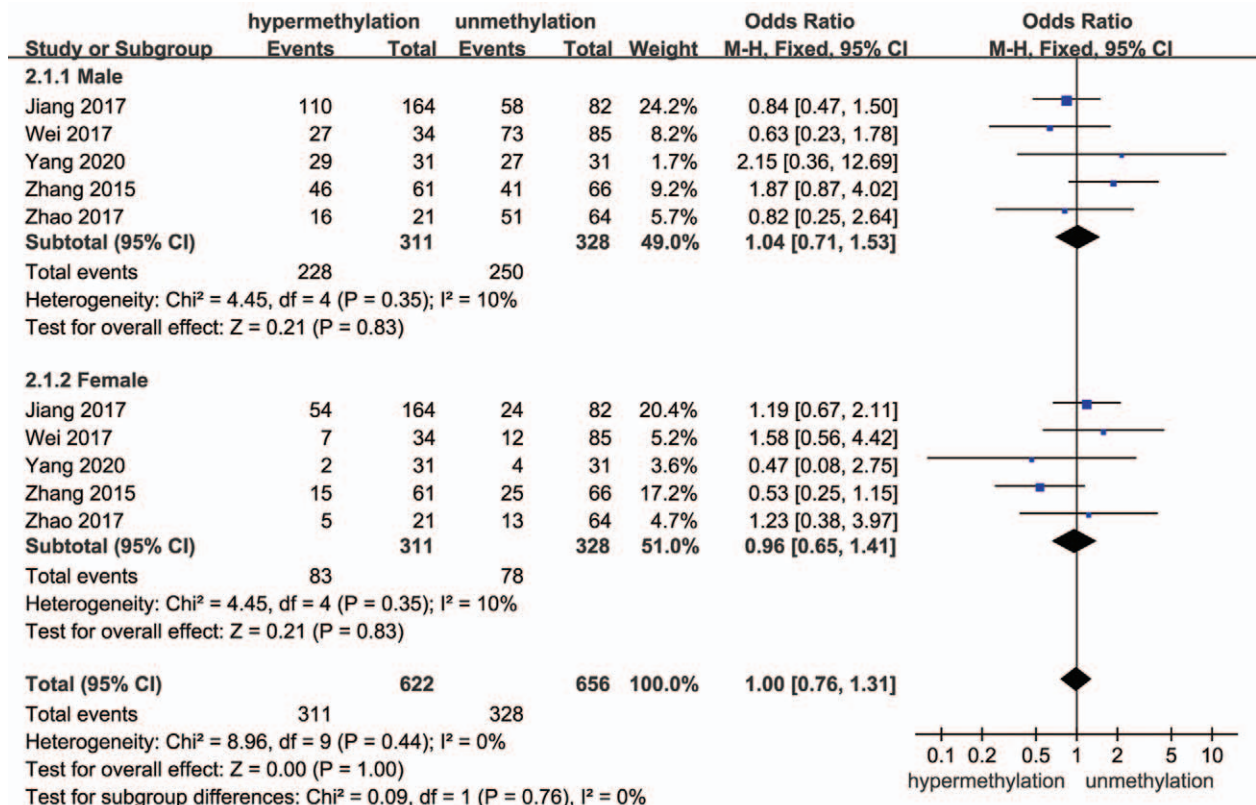 hypermethylation unmethylation Odds Ratio Odds Ratio
Study or Subgroup Events Total Events Total Weight M-H, Fixed, 95% CI M-H, Fixed, 95% CI
2.1.1 Male
Jiang 2017 110 164 58 82 24.2% 0.84 [0.47, 1.50]
Wei 2017 27 34 73 85 8.2% 0.63 [0.23, 1.78]
Yang 2020 29 31 27 31 1.7% 2.15 [0.36, 12.69]
Zhang 2015 46 61 41 66 9.2% 1.87 [0.87, 4.02]
Zhao 2017 16 21 51 64 5.7% 0.82 [0.25, 2.64]
Subtotal (95% CI) 311 328 49.0% 1.04 [0.71, 1.53]
Total events 228 250
Heterogeneity: Chi² = 4.45, df = 4 (P = 0.35); I² = 10%
Test for overall effect: Z = 0.21 (P = 0.83)
2.1.2 Female
Jiang 2017 54 164 24 82 20.4% 1.19 [0.67, 2.11]
Wei 2017 7 34 12 85 5.2% 1.58 [0.56, 4.42]
Yang 2020 2 31 4 31 3.6% 0.47 [0.08, 2.75]
Zhang 2015 15 61 25 66 17.2% 0.53 [0.25, 1.15]
Zhao 2017 5 21 13 64 4.7% 1.23 [0.38, 3.97]
Subtotal (95% CI) 311 328 51.0% 0.96 [0.65, 1.41]
Total events 83 78
Heterogeneity: Chi² = 4.45, df = 4 (P = 0.35); I² = 10%
Test for overall effect: Z = 0.21 (P = 0.83)
Total (95% CI) 622 656 100.0% 1.00 [0.76, 1.31]
Total events 311 328
Heterogeneity: Chi² = 8.96, df = 9 (P = 0.44); I² = 0%
Test for overall effect: Z = 0.00 (P = 1.00)
Test for subgroup differences: Chi² = 0.09, df = 1 (P = 0.76), I² = 0%
0.1 0.2 0.5 1 2 5 10
hypermethylation unmethylation